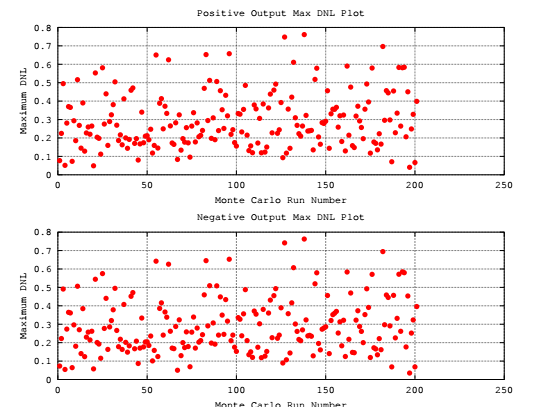 Positive Output Max DNL Plot
0.8
0.7
0.6
0.5
0.4
0.3
0.2
0.1
0
Maximum DNL
0 50 100 150 200 250
Monte Carlo Run Number
Negative Output Max DNL Plot
0.8
0.7
0.6
0.5
0.4
0.3
0.2
0.1
0
Maximum DNL
0 50 100 150 200 250
Monte Carlo Run Number